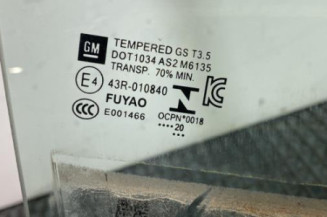 GM TEMPERED GS T3.5
DOT1034 AS2 M6135
TRANSP. 70% MIN.
E4 43R-010840
CCC FUYAO
E001466 OCPN*0018
....20...